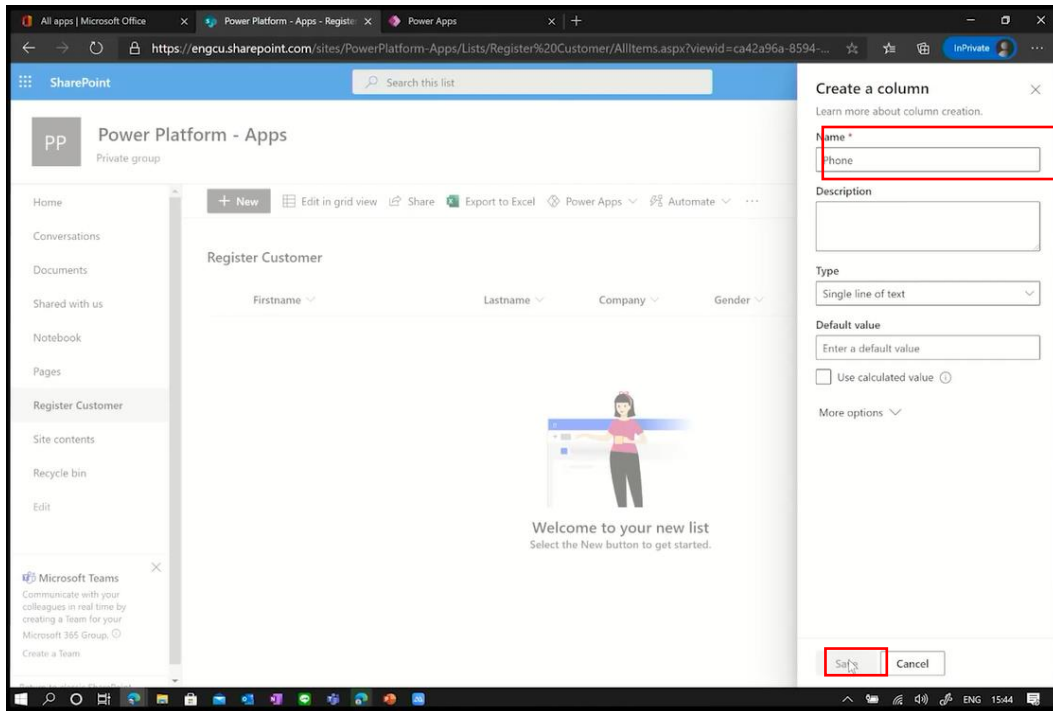 All apps | Microsoft Office
Power Platform - Apps - Registe
Power Apps
https://engcu.sharepoint.com/sites/PowerPlatform-Apps/Lists/Register%20Customer/AllItems.aspx?viewid=ca42a96a-8594-...
InPrivate
SharePoint
Search this list
PP
Power Platform - Apps
Private group
Home
Conversations
Documents
Shared with us
Notebook
Pages
Register Customer
Site contents
Recycle bin
Edit
Microsoft Teams
Communicate with your
colleagues in real time by
creating a Team for your
Microsoft 365 Group.
Create a Team
Return to classic SharePoint
+ New Edit in grid view Share Export to Excel Power Apps Automate ...
Register Customer
Firstname Lastname Company Gender
Welcome to your new list
Select the New button to get started.
Create a column
Learn more about column creation.
Name *
Phone
Description
Type
Single line of text
Default value
Enter a default value
Use calculated value
More options
Save Cancel
ENG 15:44